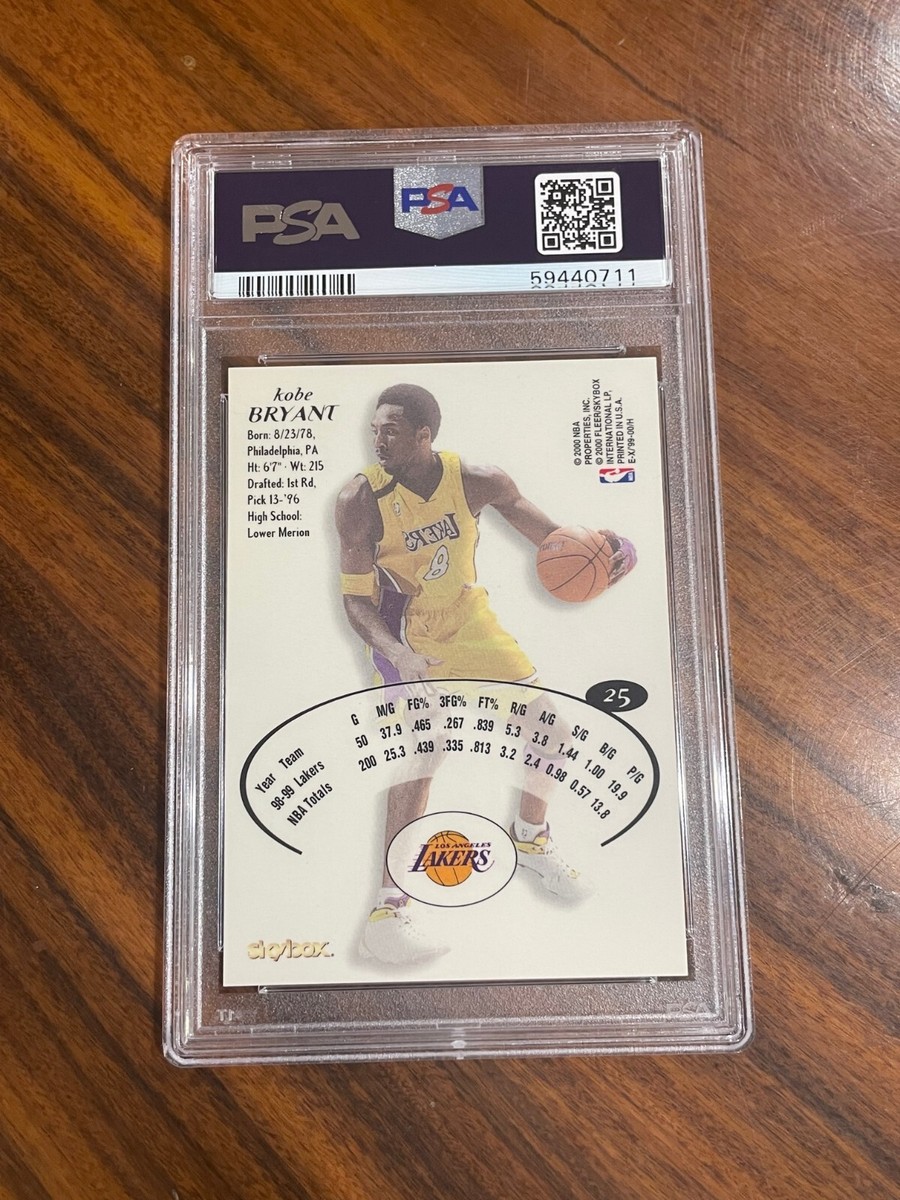 PSA
PSA
59440711
kobe
BRYANT
Born: 8/23/78,
Philadelphia, PA
Ht: 6'7" · Wt: 215
Drafted: 1st Rd,
Pick 13-'96
High School:
Lower Merion
© 2000 NBA
PROPERTIES, INC.
© 2000 FLEER/SKYBOX
INTERNATIONAL LP,
PRINTED IN U.S.A.
E-X/'99-00/H
LAKERS
8
25
Year Team G M/G FG% 3FG% FT% R/G A/G S/G B/G P/G
98-99 Lakers 50 37.9 .465 .267 .839 5.3 3.8 1.44 1.00 19.9
NBA Totals 200 25.3 .439 .335 .813 3.2 2.4 0.98 0.57 13.8
LOS ANGELES
LAKERS
skybox